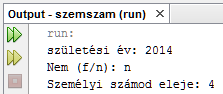 Output - szemszam (run)
run:
születési év: 2014
Nem (f/n): n
Személyi számod eleje: 4